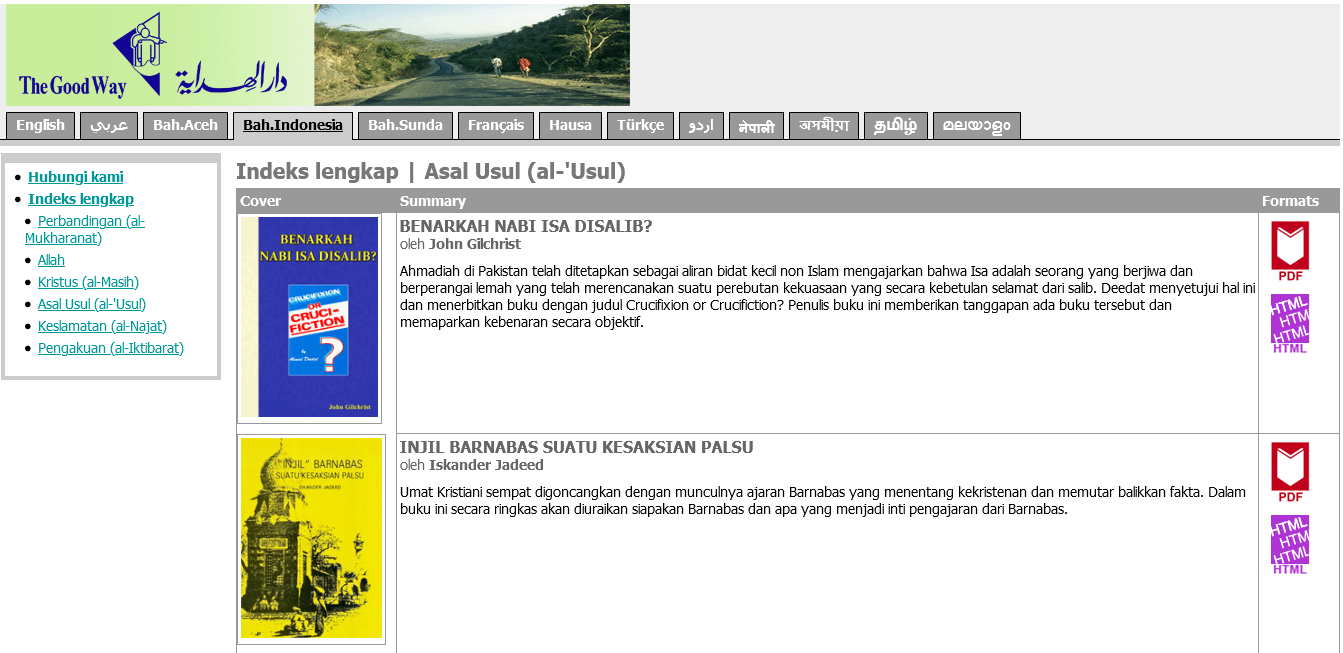 The Good Way
دار الهداية
English
عربي
Bah.Aceh
Bah.Indonesia
Bah.Sunda
Français
Hausa
Türkçe
اردو
नेपाली
অসমীয়া
தமிழ்
മലയാളം
Hubungi kami
Indeks lengkap
Perbandingan (al-
Mukharanat)
Allah
Kristus (al-Masih)
Asal Usul (al-'Usul)
Keslamatan (al-Najat)
Pengakuan (al-Iktibarat)
Indeks lengkap | Asal Usul (al-'Usul)
Cover Summary Formats
BENARKAH
NABI ISA DISALIB?
CRUCIFIXION
OR
CRUCI-
FICTION
?
by
Ahmed Deedat
John Gilchrist
BENARKAH NABI ISA DISALIB?
oleh John Gilchrist
Ahmadiah di Pakistan telah ditetapkan sebagai aliran bidat kecil non Islam mengajarkan bahwa Isa adalah seorang yang berjiwa dan
berperangai lemah yang telah merencanakan suatu perebutan kekuasaan yang secara kebetulan selamat dari salib. Deedat menyetujui hal ini
dan menerbitkan buku dengan judul Crucifixion or Crucifiction? Penulis buku ini memberikan tanggapan ada buku tersebut dan
memaparkan kebenaran secara objektif.
PDF
HTML
HTM
HTML
HTML
"INJIL" BARNABAS
SUATU KESAKSIAN PALSU
ISKANDER JADEED
INJIL BARNABAS SUATU KESAKSIAN PALSU
oleh Iskander Jadeed
Umat Kristiani sempat digoncangkan dengan munculnya ajaran Barnabas yang menentang kekristenan dan memutar balikkan fakta. Dalam
buku ini secara ringkas akan diuraikan siapakan Barnabas dan apa yang menjadi inti pengajaran dari Barnabas.
PDF
HTML
HTM
HTML
HTML